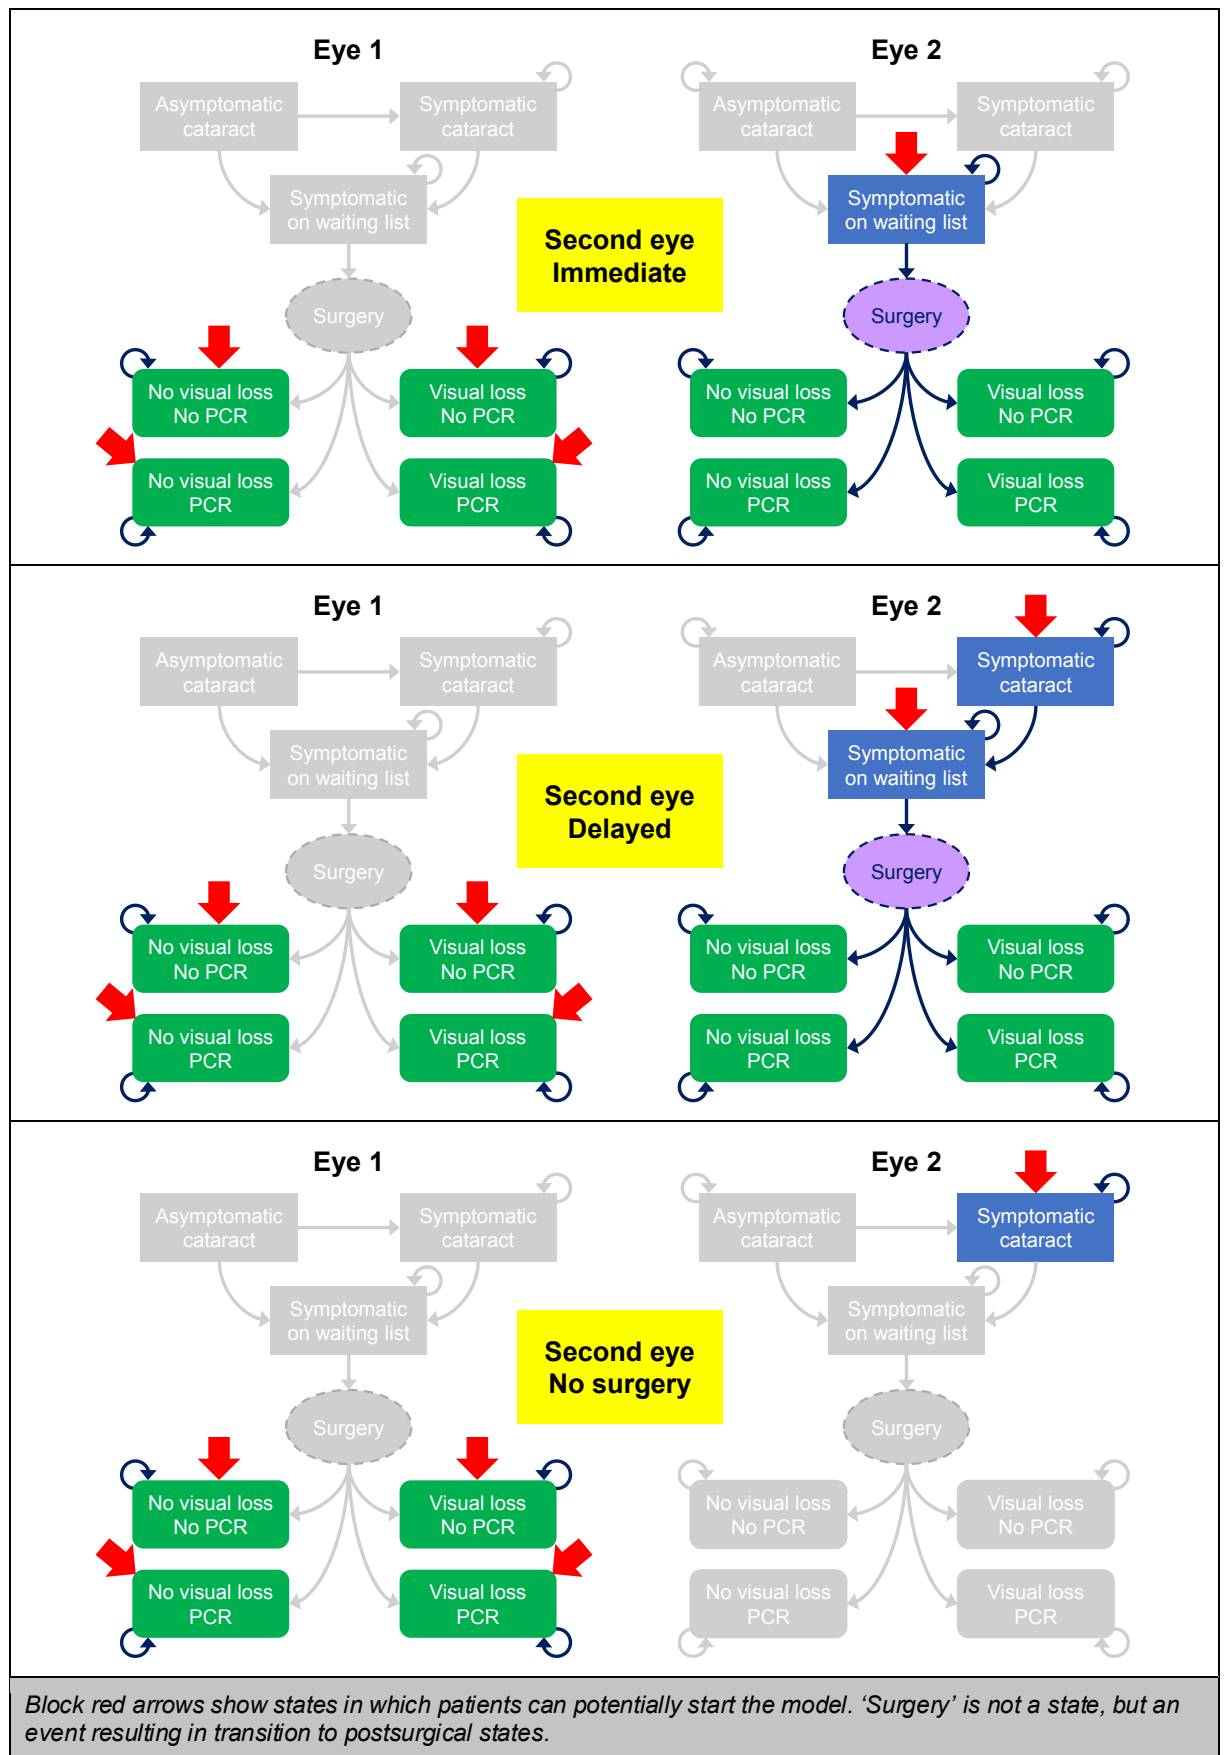 Eye 1
Eye 2
Asymptomatic
cataract
Symptomatic
cataract
Asymptomatic
cataract
Symptomatic
cataract
Symptomatic
on waiting list
Symptomatic
on waiting list
Second eye
Immediate
Surgery
Surgery
No visual loss
No PCR
Visual loss
No PCR
No visual loss
No PCR
Visual loss
No PCR
No visual loss
PCR
Visual loss
PCR
No visual loss
PCR
Visual loss
PCR
Eye 1
Eye 2
Asymptomatic
cataract
Symptomatic
cataract
Asymptomatic
cataract
Symptomatic
cataract
Symptomatic
on waiting list
Symptomatic
on waiting list
Second eye
Delayed
Surgery
Surgery
No visual loss
No PCR
Visual loss
No PCR
No visual loss
No PCR
Visual loss
No PCR
No visual loss
PCR
Visual loss
PCR
No visual loss
PCR
Visual loss
PCR
Eye 1
Eye 2
Asymptomatic
cataract
Symptomatic
cataract
Asymptomatic
cataract
Symptomatic
cataract
Symptomatic
on waiting list
Symptomatic
on waiting list
Second eye
No surgery
Surgery
Surgery
No visual loss
No PCR
Visual loss
No PCR
No visual loss
No PCR
Visual loss
No PCR
No visual loss
PCR
Visual loss
PCR
No visual loss
PCR
Visual loss
PCR
Block red arrows show states in which patients can potentially start the model. ‘Surgery’ is not a state, but an
event resulting in transition to postsurgical states.